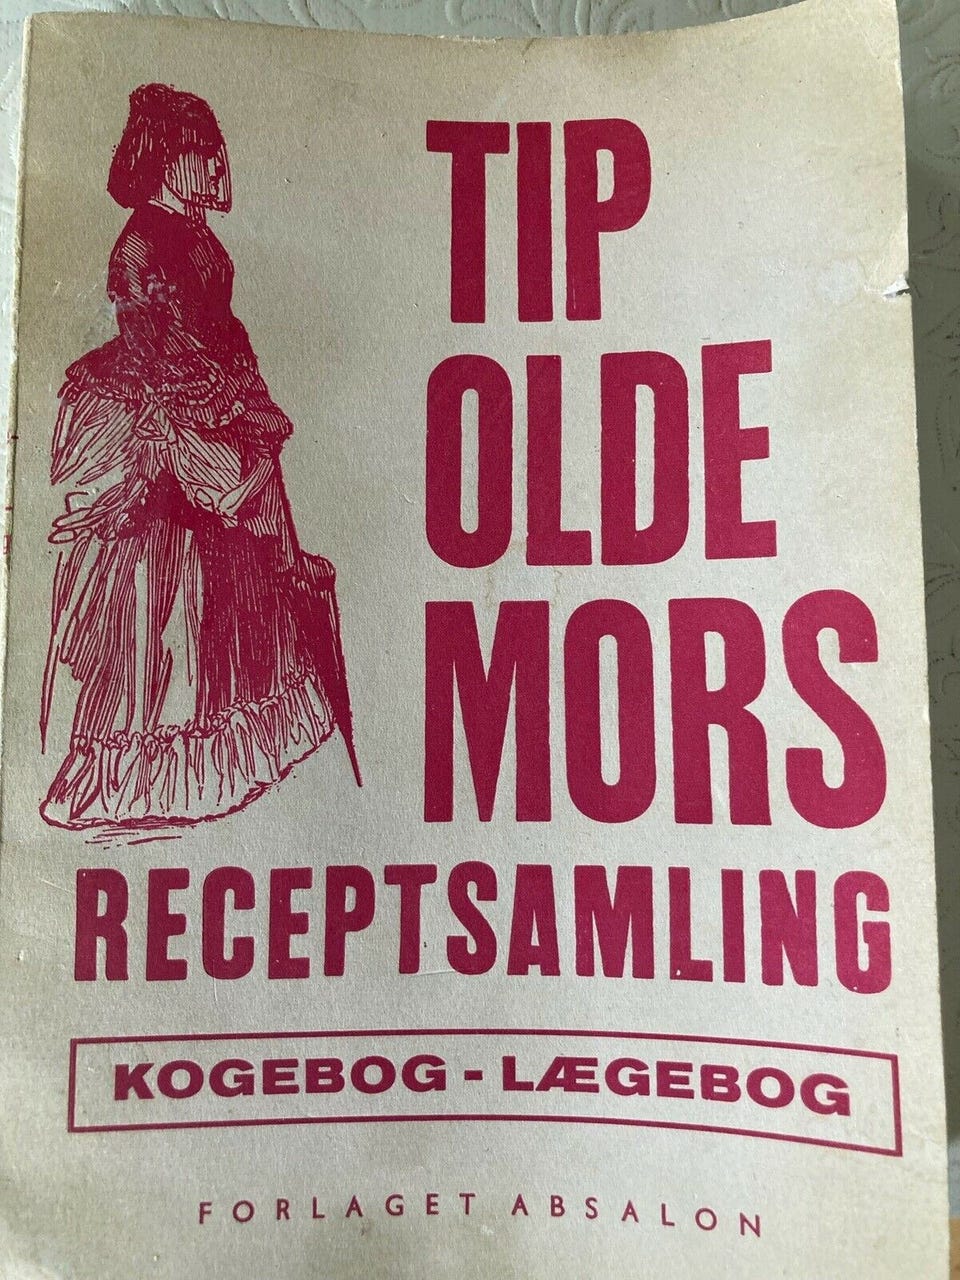 TIP
OLDE
MORS
RECEPTSAMLING
KOGEBOG - LÆGEBOG
FORLAGET ABSALON